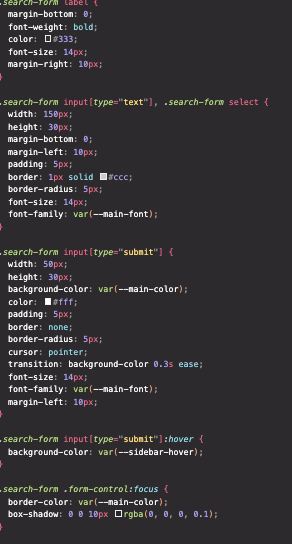 .search-form label {
margin-bottom: 0;
font-weight: bold;
color: #333;
font-size: 14px;
margin-right: 10px;
}
.search-form input[type="text"], .search-form select {
width: 150px;
height: 30px;
margin-bottom: 0;
margin-left: 10px;
padding: 5px;
border: 1px solid #ccc;
border-radius: 5px;
font-size: 14px;
font-family: var(--main-font);
}
.search-form input[type="submit"] {
width: 50px;
height: 30px;
background-color: var(--main-color);
color: #fff;
padding: 5px;
border: none;
border-radius: 5px;
cursor: pointer;
transition: background-color 0.3s ease;
font-size: 14px;
font-family: var(--main-font);
margin-left: 10px;
}
.search-form input[type="submit"]:hover {
background-color: var(--sidebar-hover);
}
.search-form .form-control:focus {
border-color: var(--main-color);
box-shadow: 0 0 10px rgba(0, 0, 0, 0.1);
}